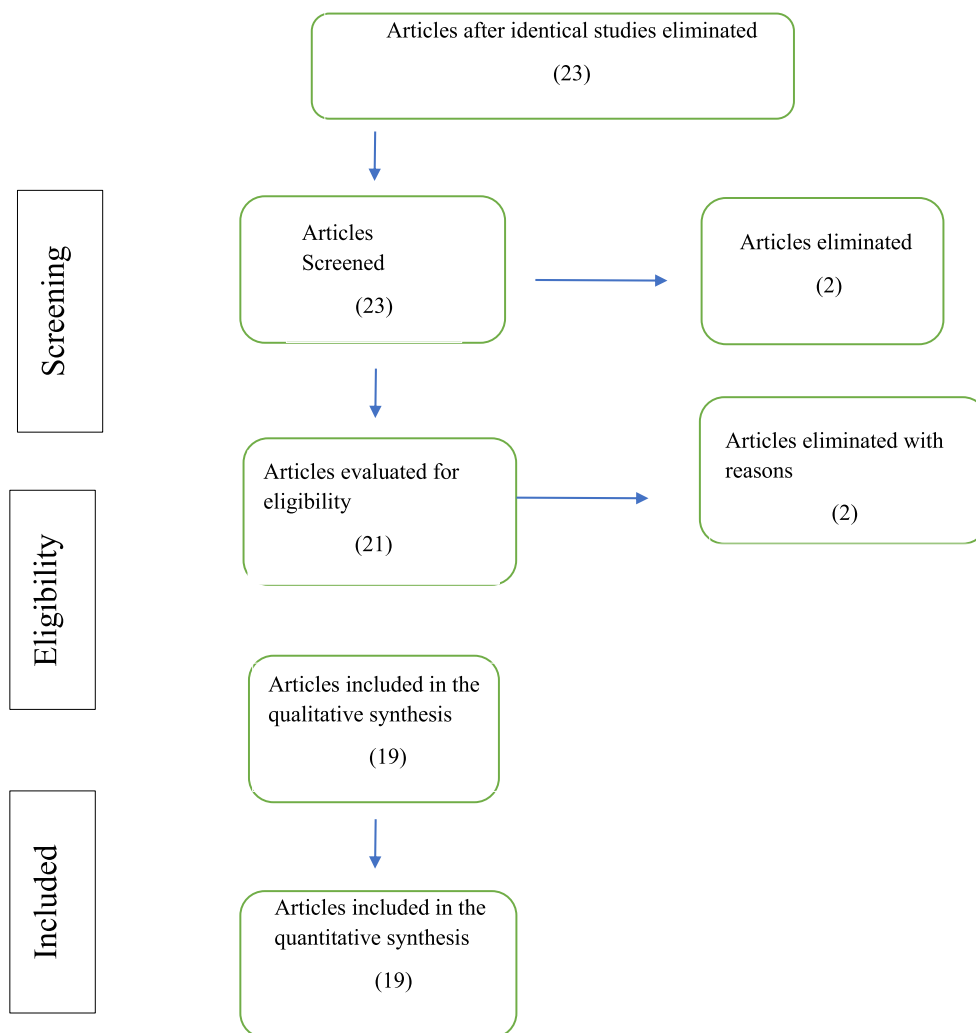 Articles after identical studies eliminated
(23)
Screening
Articles
Screened
(23)
Articles eliminated
(2)
Eligibility
Articles evaluated for
eligibility
(21)
Articles eliminated with
reasons
(2)
Articles included in the
qualitative synthesis
(19)
Included
Articles included in the
quantitative synthesis
(19)